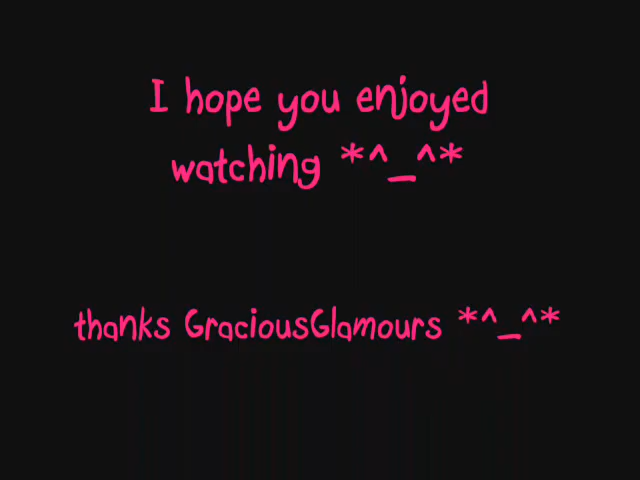 I hope you enjoyed
watching *^_^*
thanks GraciousGlamours *^_^*